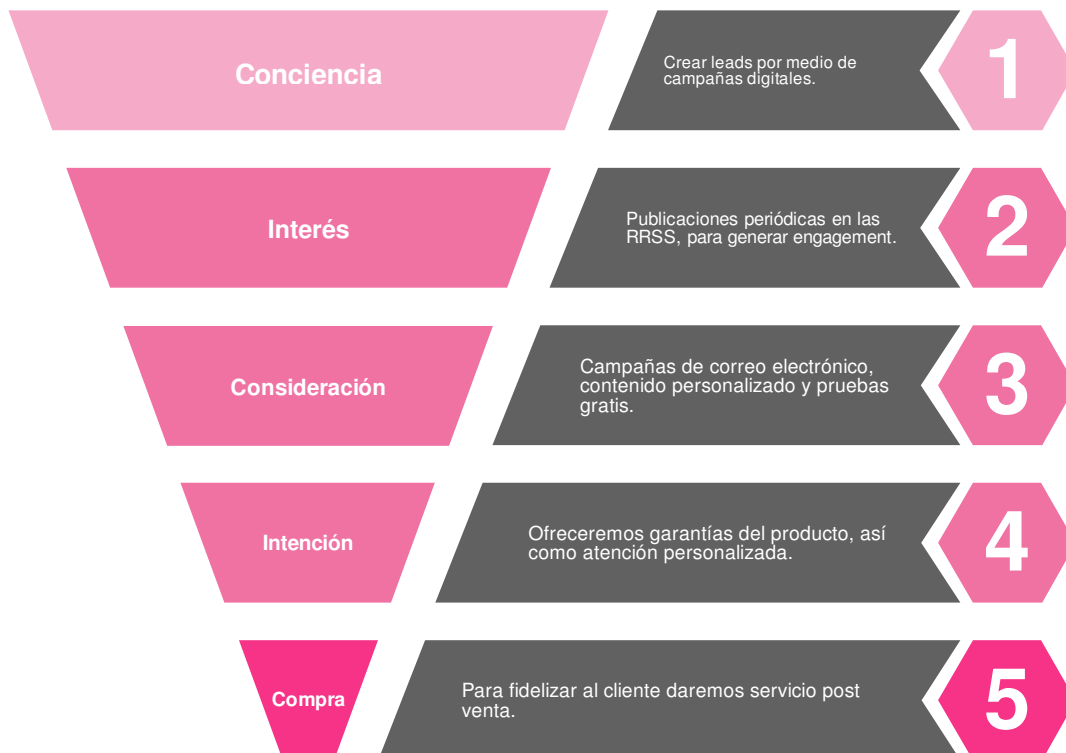 Conciencia
Crear leads por medio de
campañas digitales.
1
Interés
Publicaciones periódicas en las
RRSS, para generar engagement.
2
Consideración
Campañas de correo electrónico,
contenido personalizado y pruebas
gratis.
3
Intención
Ofreceremos garantías del producto, así
como atención personalizada.
4
Compra
Para fidelizar al cliente daremos servicio post
venta.
5